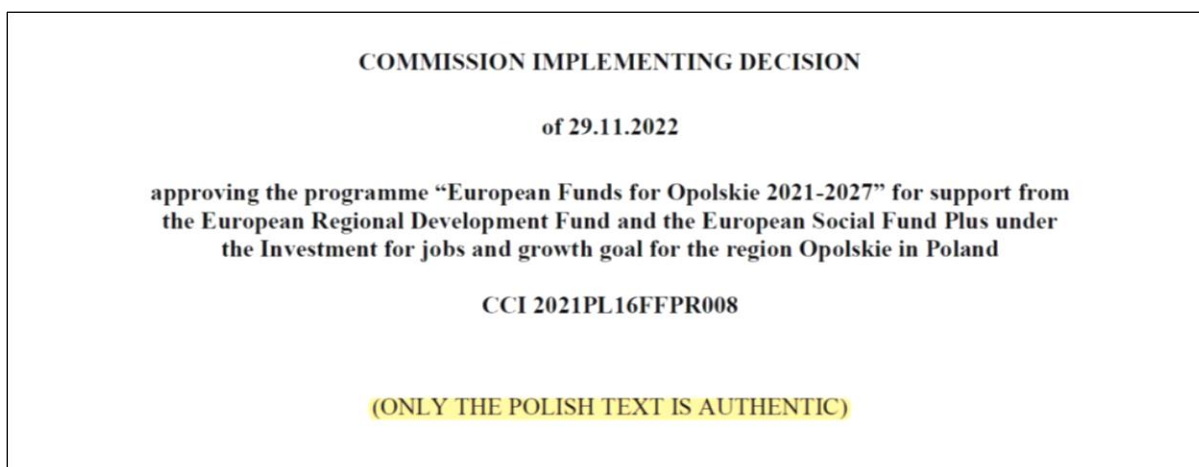 COMMISSION IMPLEMENTING DECISION
of 29.11.2022
approving the programme “European Funds for Opolskie 2021-2027” for support from
the European Regional Development Fund and the European Social Fund Plus under
the Investment for jobs and growth goal for the region Opolskie in Poland
CCI 2021PL16FFPR008
(ONLY THE POLISH TEXT IS AUTHENTIC)